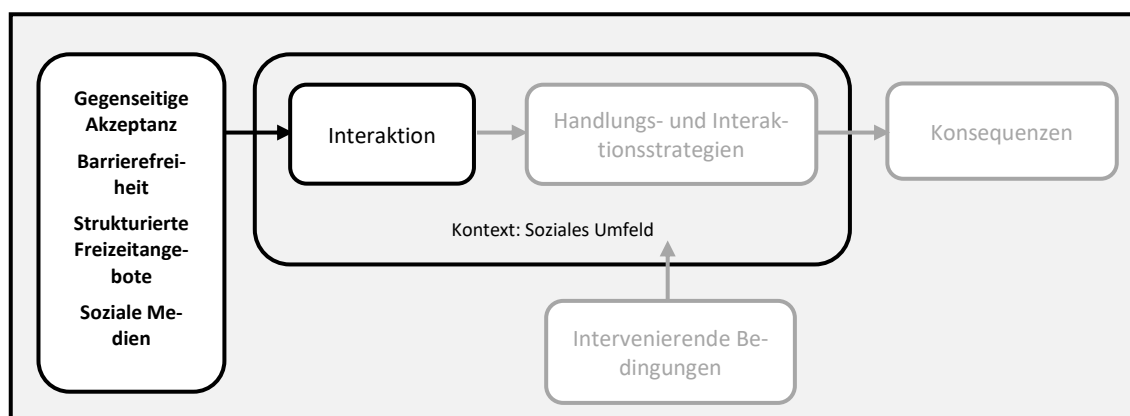 Gegenseitige
Akzeptanz
Barrierefrei-
heit
Strukturierte
Freizeitange-
bote
Soziale Me-
dien
Interaktion
Handlungs- und Interak-
tionsstrategien
Konsequenzen
Kontext: Soziales Umfeld
Intervenierende Be-
dingungen